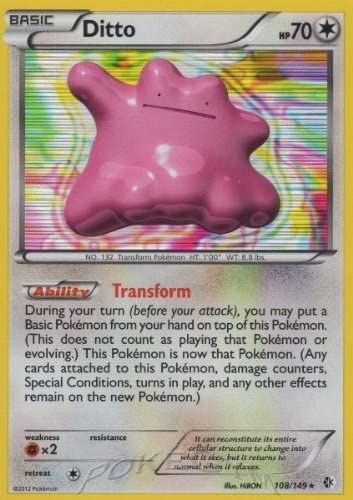 BASIC
Ditto HP 70
NO. 132 Transform Pokémon HT: 1'00" WT: 8.8 lbs.
Ability Transform
During your turn (before your attack), you may put a
Basic Pokémon from your hand on top of this Pokémon.
(This does not count as playing that Pokémon or
evolving.) This Pokémon is now that Pokémon. (Any
cards attached to this Pokémon, damage counters,
Special Conditions, turns in play, and any other effects
remain on the new Pokémon.)
weakness resistance
×2
retreat
It can reconstitute its entire
cellular structure to change into
what it sees, but it returns to
normal when it relaxes.
©2012 Pokémon
Illus. HiRON 108/149 ★